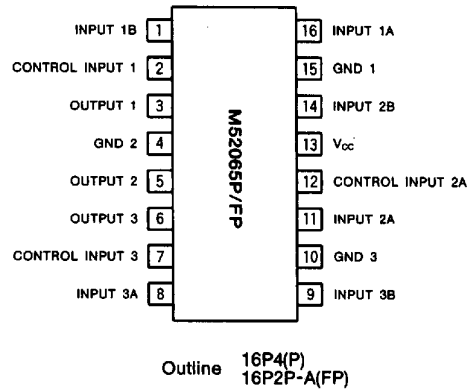 INPUT 1B 1 16 INPUT 1A
CONTROL INPUT 1 2 15 GND 1
OUTPUT 1 3 14 INPUT 2B
GND 2 4 13 Vcc
OUTPUT 2 5 12 CONTROL INPUT 2A
OUTPUT 3 6 11 INPUT 2A
CONTROL INPUT 3 7 10 GND 3
INPUT 3A 8 9 INPUT 3B
M52065P/FP
Outline 16P4(P)
16P2P-A(FP)